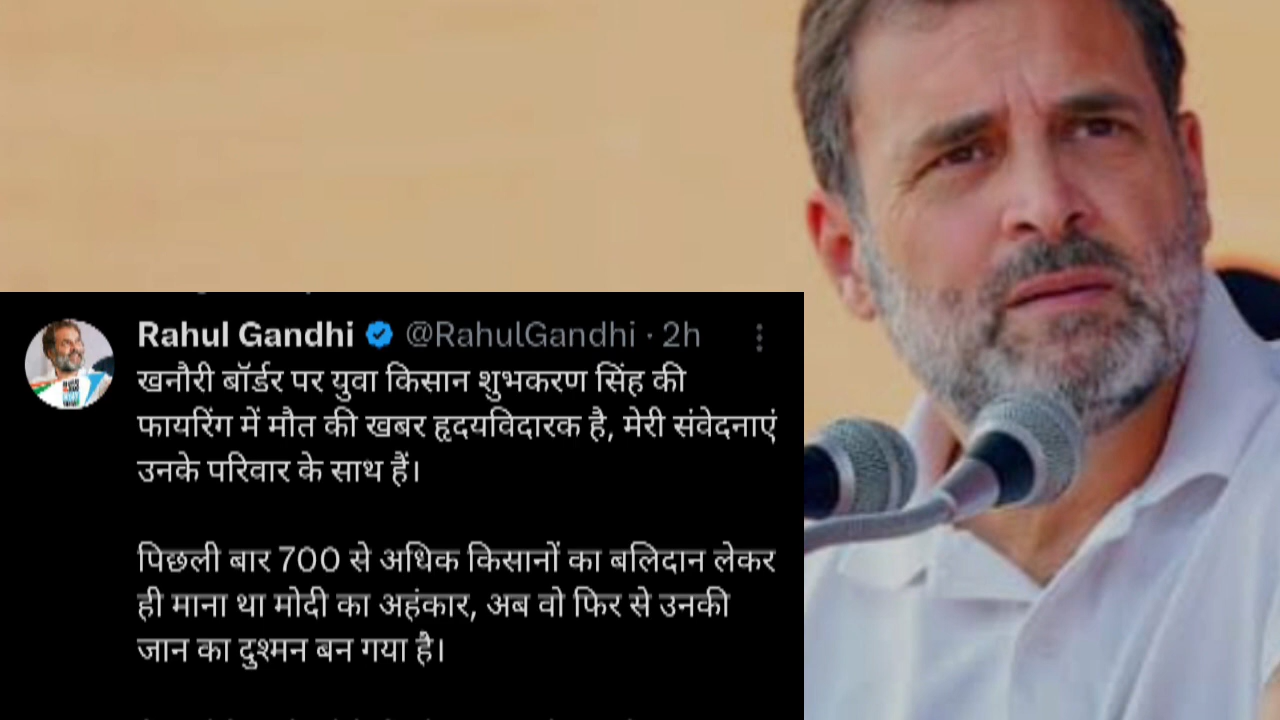 Rahul Gandhi @RahulGandhi · 2h
खनौरी बॉर्डर पर युवा किसान शुभकरण सिंह की
फायरिंग में मौत की खबर हृदयविदारक है, मेरी संवेदनाएं
उनके परिवार के साथ हैं।
पिछली बार 700 से अधिक किसानों का बलिदान लेकर
ही माना था मोदी का अहंकार, अब वो फिर से उनकी
जान का दुश्मन बन गया है।